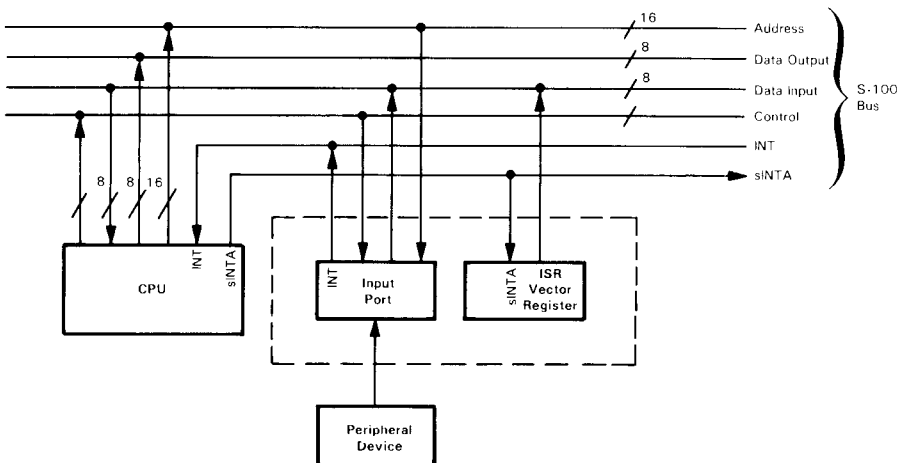 16
Address
8
Data Output
8
Data Input
Control
INT
sINTA
S-100
Bus
8 8 16
INT
sINTA
CPU
INT
Input
Port
sINTA
ISR
Vector
Register
Peripheral
Device